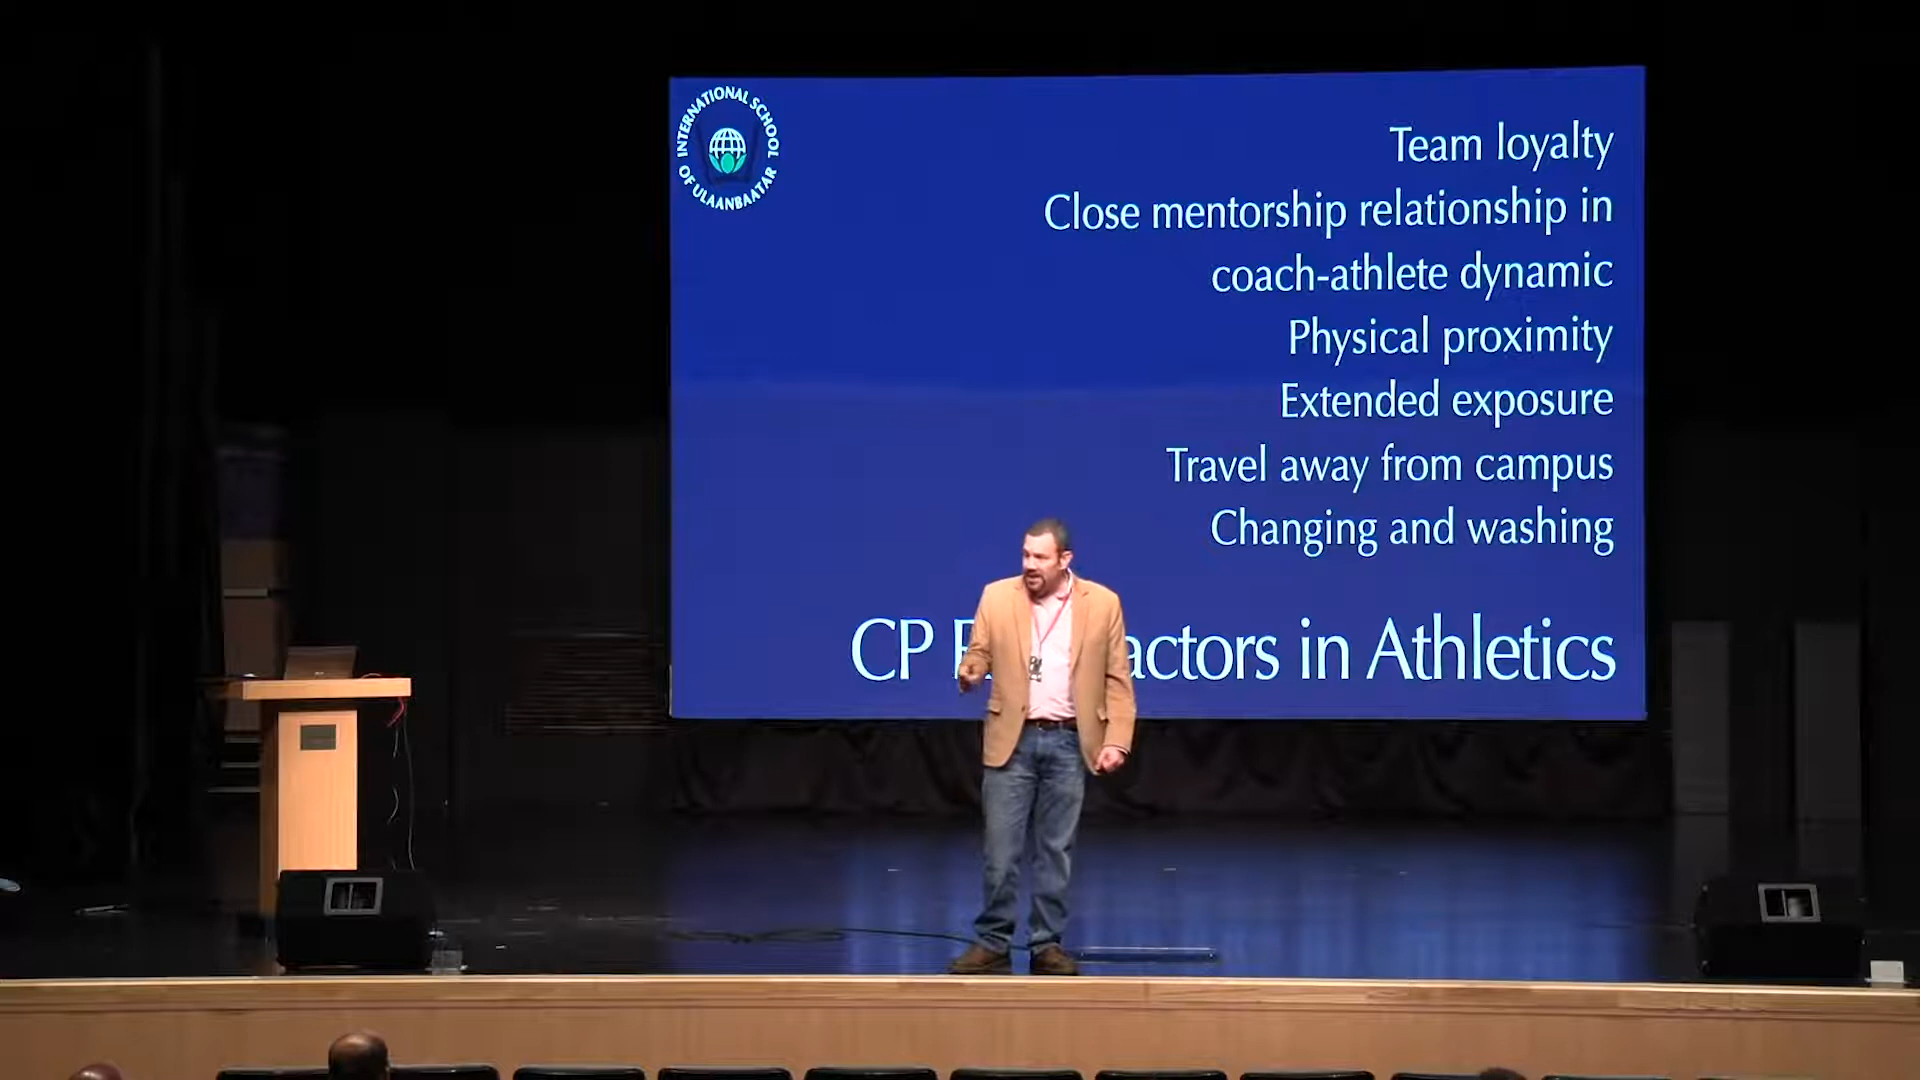 INTERNATIONAL SCHOOL
OF ULAANBAATAR
Team loyalty
Close mentorship relationship in
coach-athlete dynamic
Physical proximity
Extended exposure
Travel away from campus
Changing and washing
CP actors in Athletics